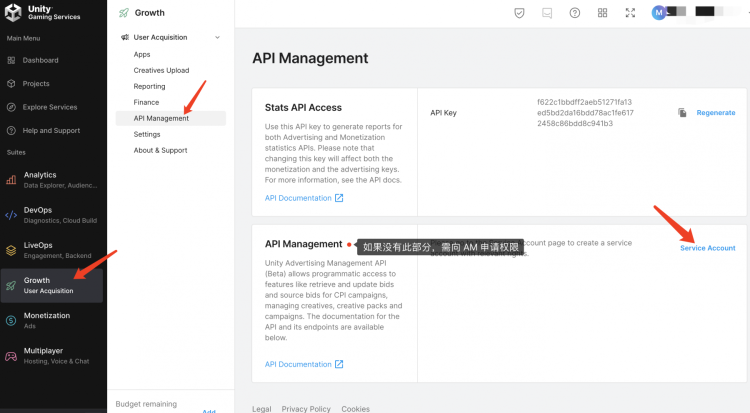 Unity
Gaming Services
Main Menu
Dashboard
Projects
Explore Services
Help and Support
Suites
Analytics
Data Explorer, Audienc...
DevOps
Diagnostics, Cloud Build
LiveOps
Engagement, Backend
Growth
User Acquisition
Monetization
Ads
Multiplayer
Hosting, Voice & Chat
Growth
User Acquisition
Apps
Creatives Upload
Reporting
Finance
API Management
Settings
About & Support
Budget remaining
Add
M
API Management
Stats API Access
Use this API key to generate reports for
both Advertising and Monetization
statistics APIs. Please note that
changing this key will affect both the
monetization and the advertising keys.
For more information, see the API docs.
API Documentation
API Key
f622c1bbdff2aeb51271fa13
ed5bd2da16bdd78ac1fe617
2458c86bdd8c941b3
Regenerate
API Management
如果没有此部分，需向 AM 申请权限
count page to create a service
account with relevant rights.
Service Account
Unity Advertising Management API
(Beta) allows programmatic access to
features like retrieve and update bids
and source bids for CPI campaigns,
managing creatives, creative packs and
campaigns. The documentation for the
API and its endpoints are available
below.
API Documentation
Legal Privacy Policy Cookies